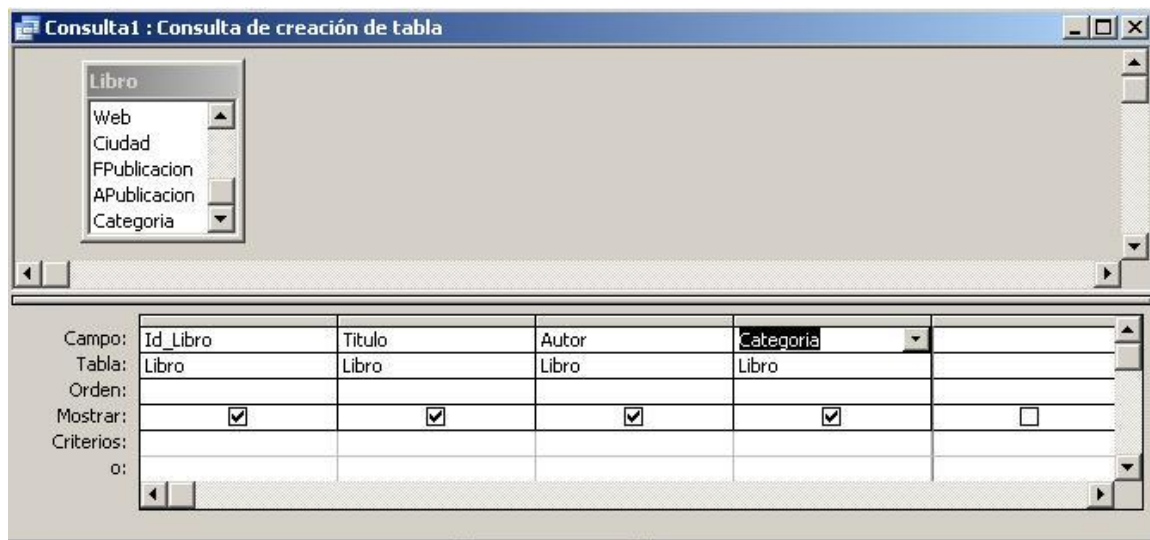 Consulta1 : Consulta de creación de tabla
Libro
Web
Ciudad
FPublicacion
APublicacion
Categoria
Campo: Id_Libro Titulo Autor Categoria
Tabla: Libro Libro Libro Libro
Orden:
Mostrar:
Criterios:
o: